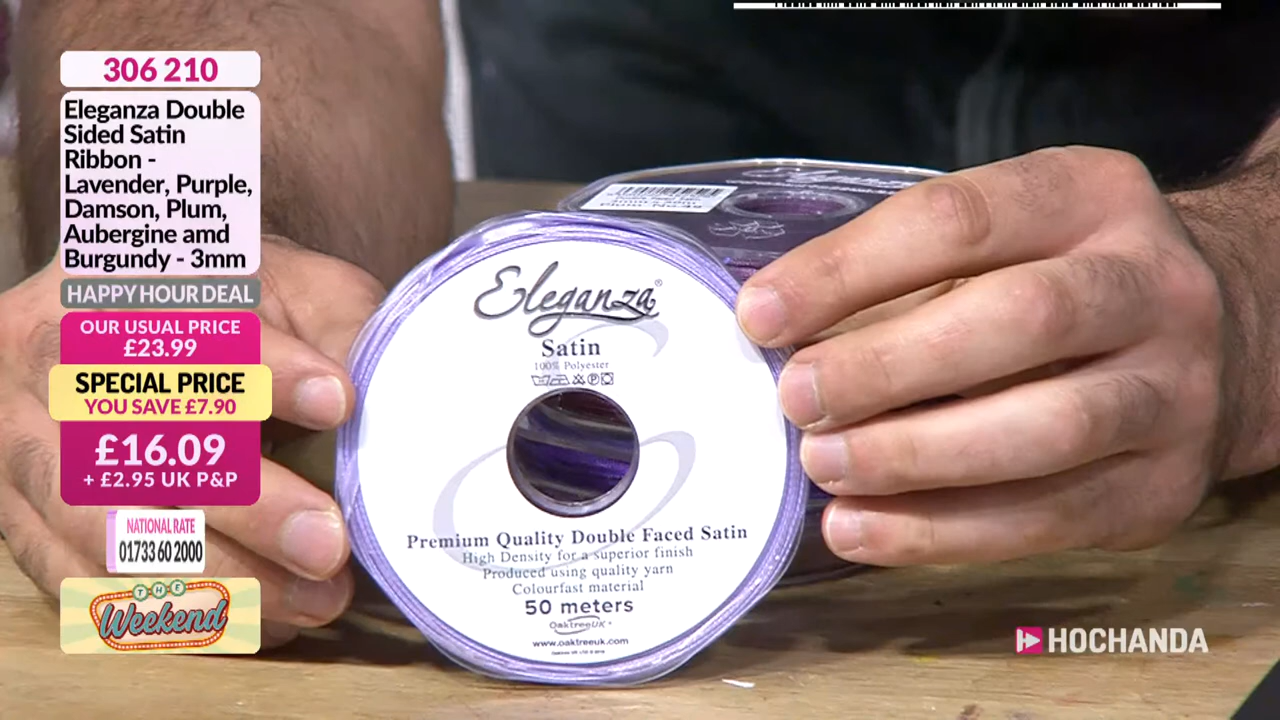 306 210
Eleganza Double
Sided Satin
Ribbon -
Lavender, Purple,
Damson, Plum,
Aubergine amd
Burgundy - 3mm
HAPPY HOUR DEAL
OUR USUAL PRICE
£23.99
SPECIAL PRICE
YOU SAVE £7.90
£16.09
+ £2.95 UK P&P
NATIONAL RATE
01733 60 2000
THE
Weekend
Eleganza
Eleganza®
Satin
100% Polyester
Premium Quality Double Faced Satin
High Density for a superior finish
Produced using quality yarn
Colourfast material
50 meters
OaktreeUK
www.oaktreeuk.com
HOCHANDA